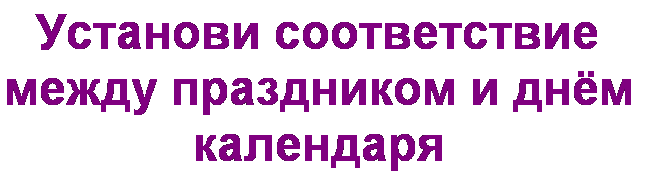 Установи соответствие
между праздником и днём
календаря